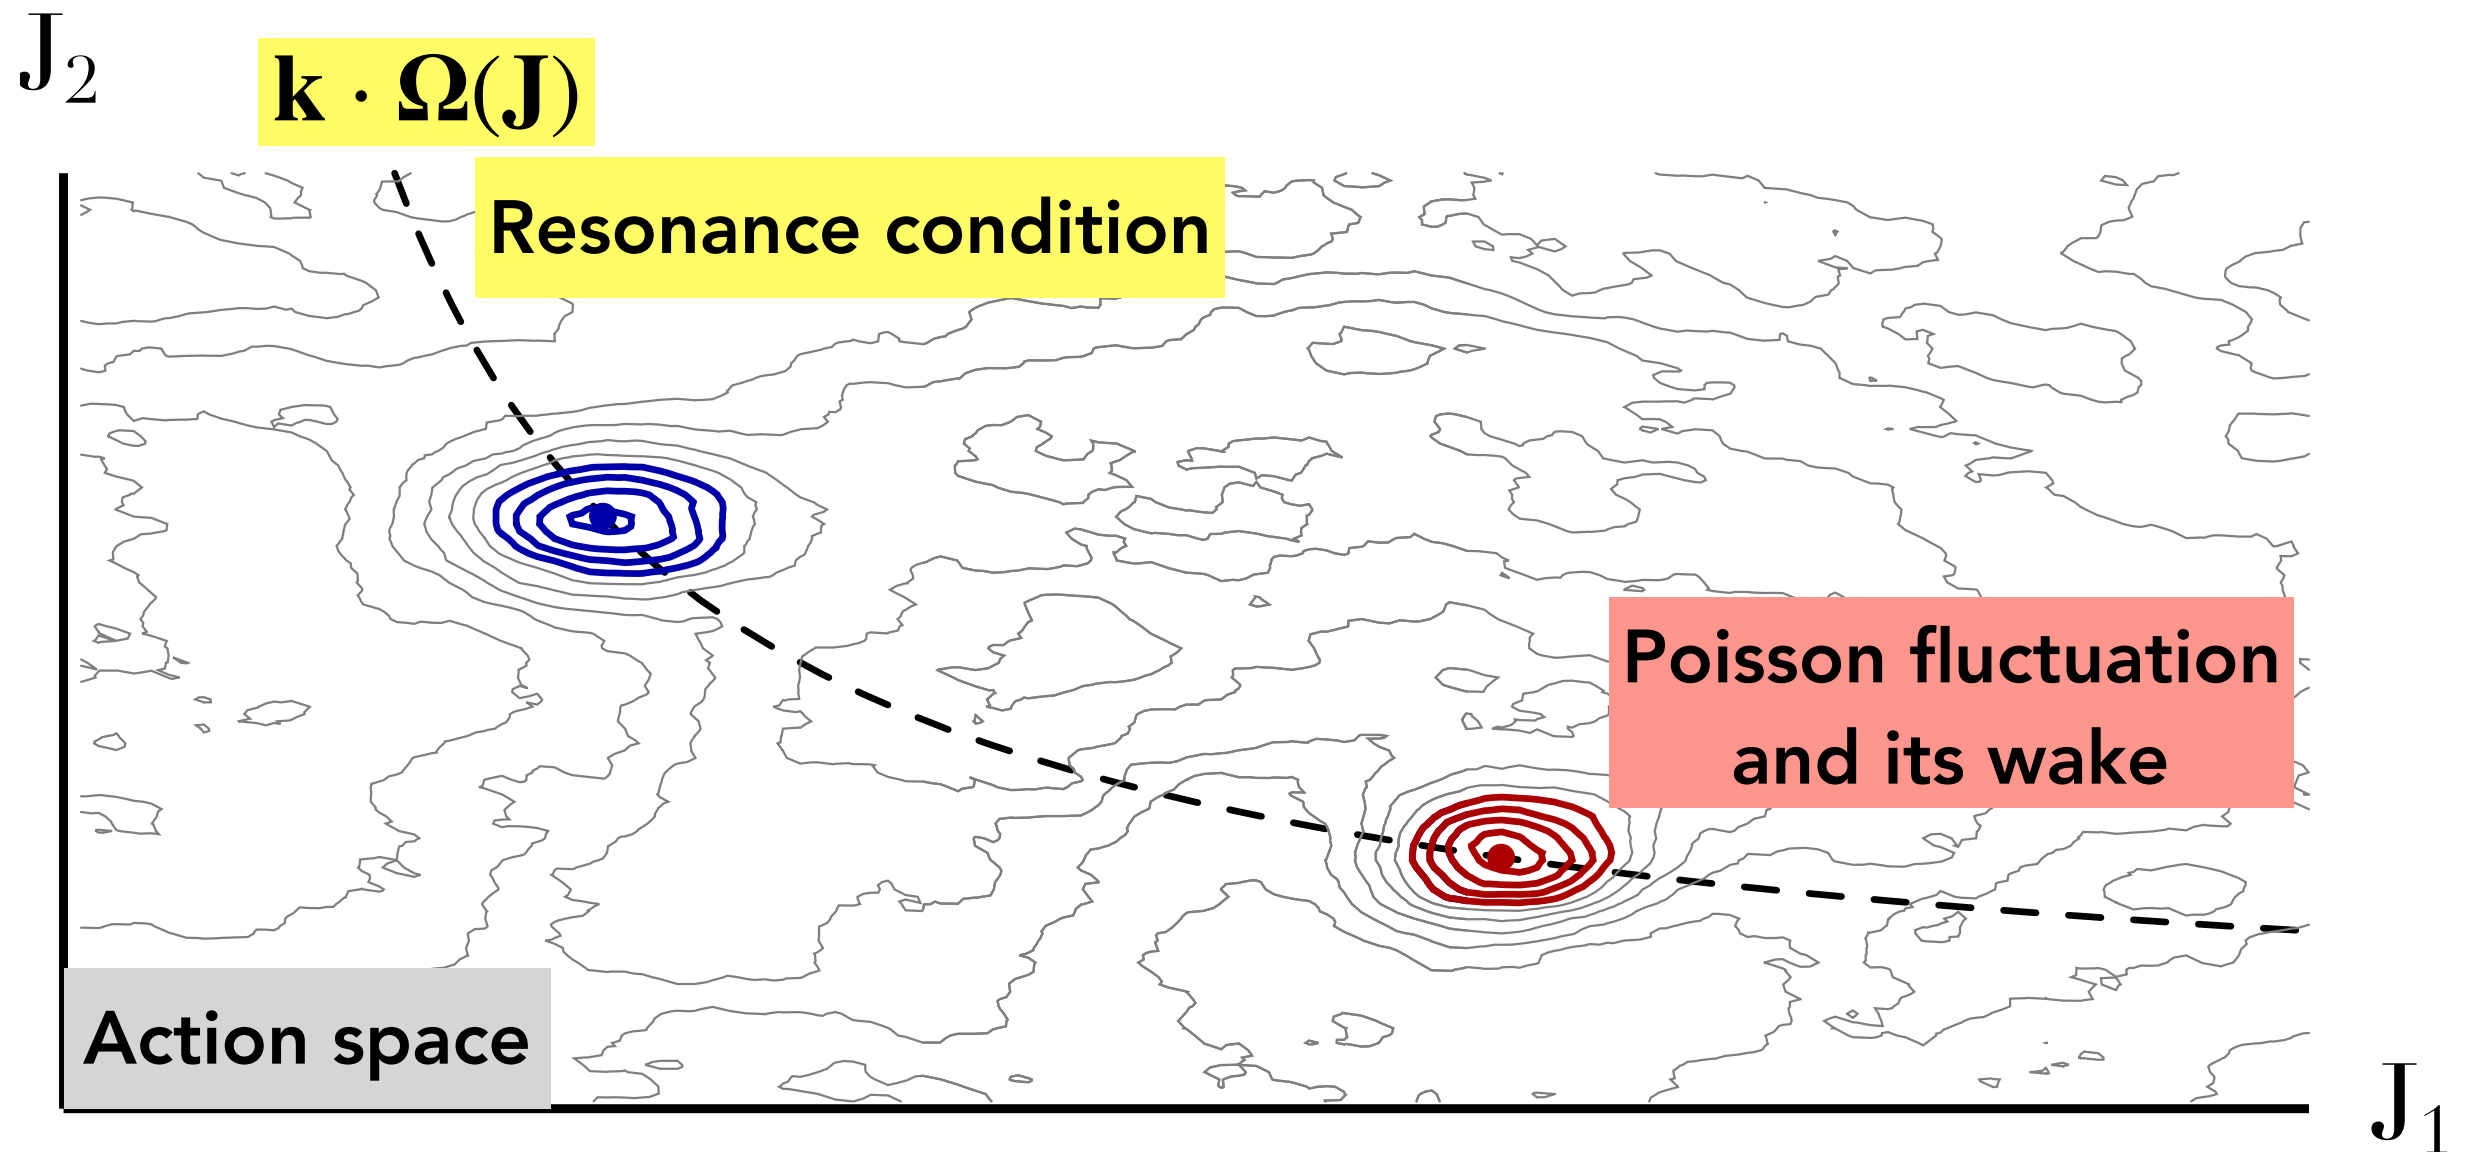 J₂
k · Ω(J)
Resonance condition
Poisson fluctuation
and its wake
Action space
J₁